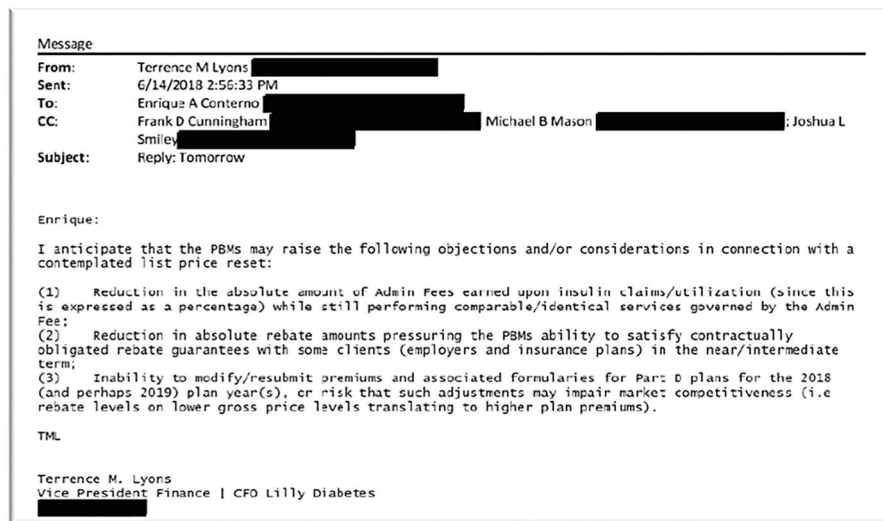 Message
From: Terrence M Lyons
Sent: 6/14/2018 2:56:33 PM
To: Enrique A Conterno
CC: Frank D Cunningham Michael B Mason ; Joshua L
Smiley
Subject: Reply: Tomorrow
Enrique:
I anticipate that the PBMs may raise the following objections and/or considerations in connection with a
contemplated list price reset:
(1) Reduction in the absolute amount of Admin Fees earned upon insulin claims/utilization (since this
is expressed as a percentage) while still performing comparable/identical services governed by the Admin
Fee;
(2) Reduction in absolute rebate amounts pressuring the PBMs ability to satisfy contractually
obligated rebate guarantees with some clients (employers and insurance plans) in the near/intermediate
term;
(3) Inability to modify/resubmit premiums and associated formularies for Part D plans for the 2018
(and perhaps 2019) plan year(s), or risk that such adjustments may impair market competitiveness (i.e
rebate levels on lower gross price levels translating to higher plan premiums).
TML
Terrence M. Lyons
Vice President Finance | CFO Lilly Diabetes